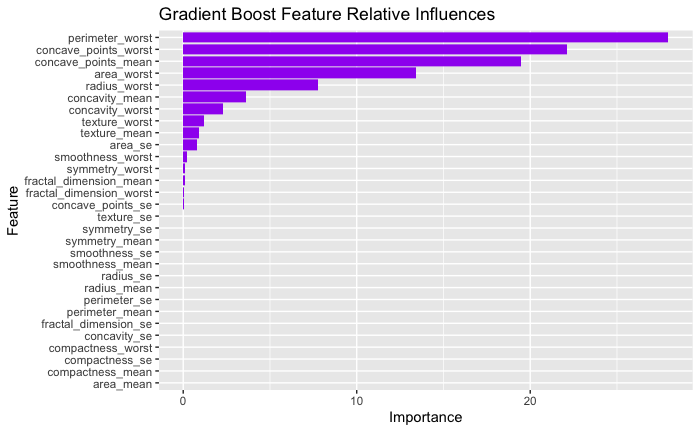 Gradient Boost Feature Relative Influences
perimeter_worst
concave_points_worst
concave_points_mean
area_worst
radius_worst
concavity_mean
concavity_worst
texture_worst
texture_mean
area_se
smoothness_worst
symmetry_worst
fractal_dimension_mean
fractal_dimension_worst
concave_points_se
texture_se
symmetry_se
symmetry_mean
smoothness_se
smoothness_mean
radius_se
radius_mean
perimeter_se
perimeter_mean
fractal_dimension_se
concavity_se
compactness_worst
compactness_se
compactness_mean
area_mean
Feature
0 10 20
Importance